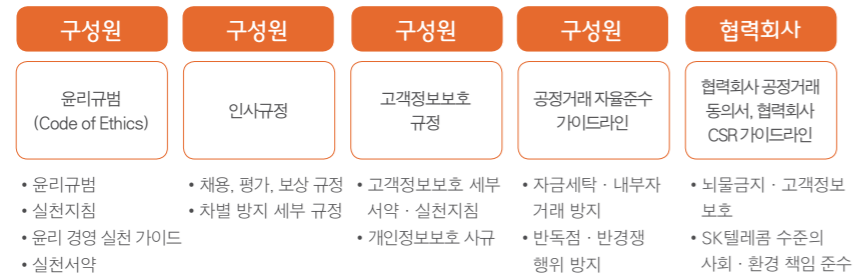 구성원
윤리규범
(Code of Ethics)
• 윤리규범
• 실천지침
• 윤리 경영 실천 가이드
• 실천서약
구성원
인사규정
• 채용, 평가, 보상 규정
• 차별 방지 세부 규정
구성원
고객정보보호
규정
• 고객정보보호 세부
서약 · 실천지침
• 개인정보보호 사규
구성원
공정거래 자율준수
가이드라인
• 자금세탁 · 내부자
거래 방지
• 반독점 · 반경쟁
행위 방지
협력회사
협력회사 공정거래
동의서, 협력회사
CSR 가이드라인
• 뇌물금지 · 고객정보
보호
• SK텔레콤 수준의
사회 · 환경 책임 준수